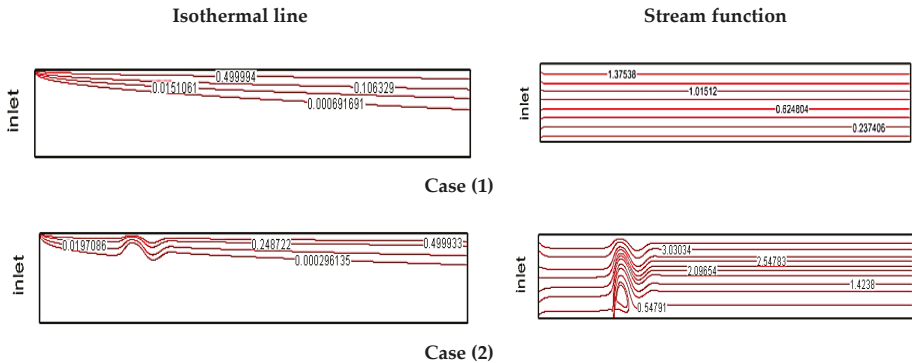 Isothermal line
Stream function
inlet
0.499994
0.0151061
0.106329
0.000691691
inlet
1.37538
1.01512
0.624804
0.237406
Case (1)
inlet
0.0197086
0.248722
0.499933
0.000296135
inlet
3.03034
2.54783
2.09654
1.4238
0.54791
Case (2)